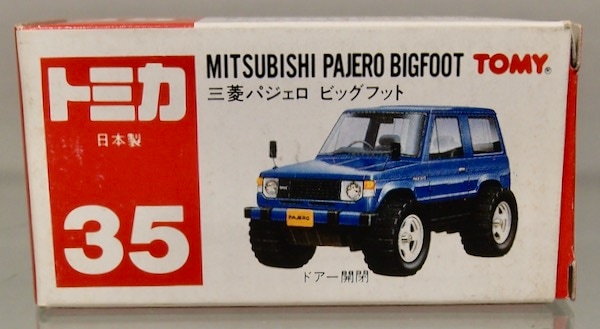 トミカ
日本製
35
MITSUBISHI PAJERO BIGFOOT TOMY®
三菱パジェロ ビッグフット
PAJERO
ドアー開閉